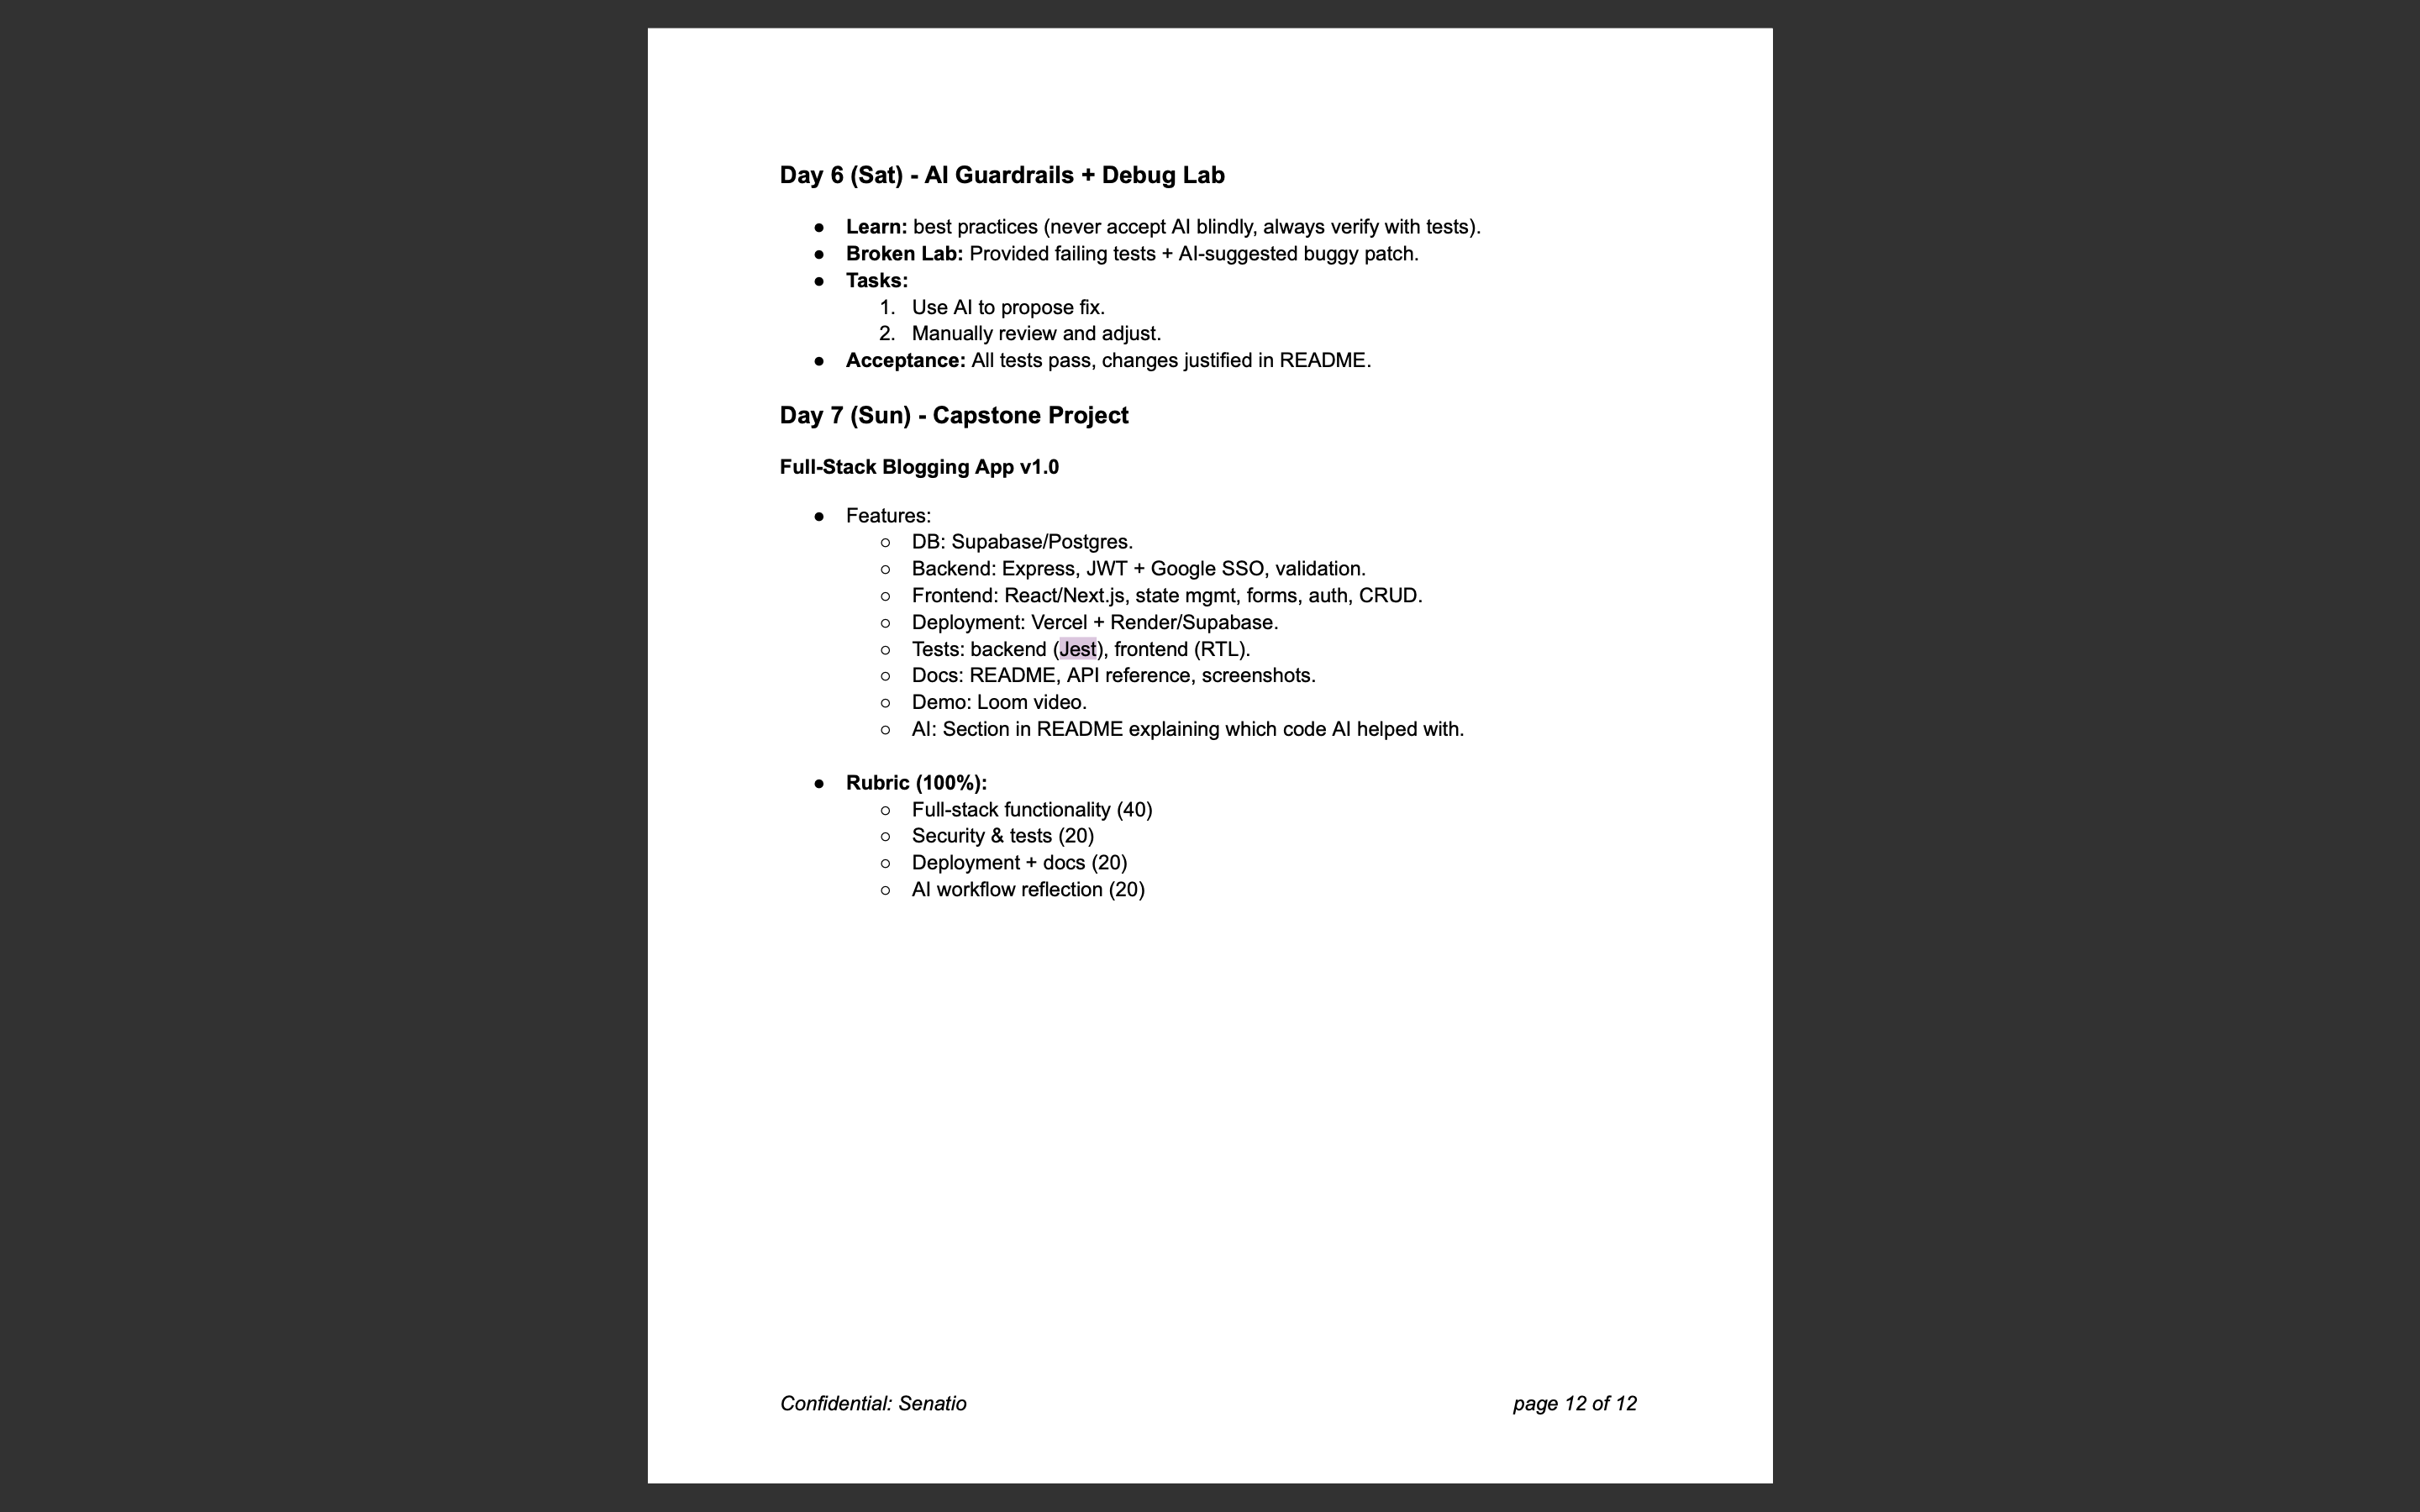 Day 6 (Sat) - AI Guardrails + Debug Lab
● Learn: best practices (never accept AI blindly, always verify with tests).
● Broken Lab: Provided failing tests + AI-suggested buggy patch.
● Tasks:
1. Use AI to propose fix.
2. Manually review and adjust.
● Acceptance: All tests pass, changes justified in README.
Day 7 (Sun) - Capstone Project
Full-Stack Blogging App v1.0
● Features:
○ DB: Supabase/Postgres.
○ Backend: Express, JWT + Google SSO, validation.
○ Frontend: React/Next.js, state mgmt, forms, auth, CRUD.
○ Deployment: Vercel + Render/Supabase.
○ Tests: backend (Jest), frontend (RTL).
○ Docs: README, API reference, screenshots.
○ Demo: Loom video.
○ AI: Section in README explaining which code AI helped with.
● Rubric (100%):
○ Full-stack functionality (40)
○ Security & tests (20)
○ Deployment + docs (20)
○ AI workflow reflection (20)
Confidential: Senatio page 12 of 12